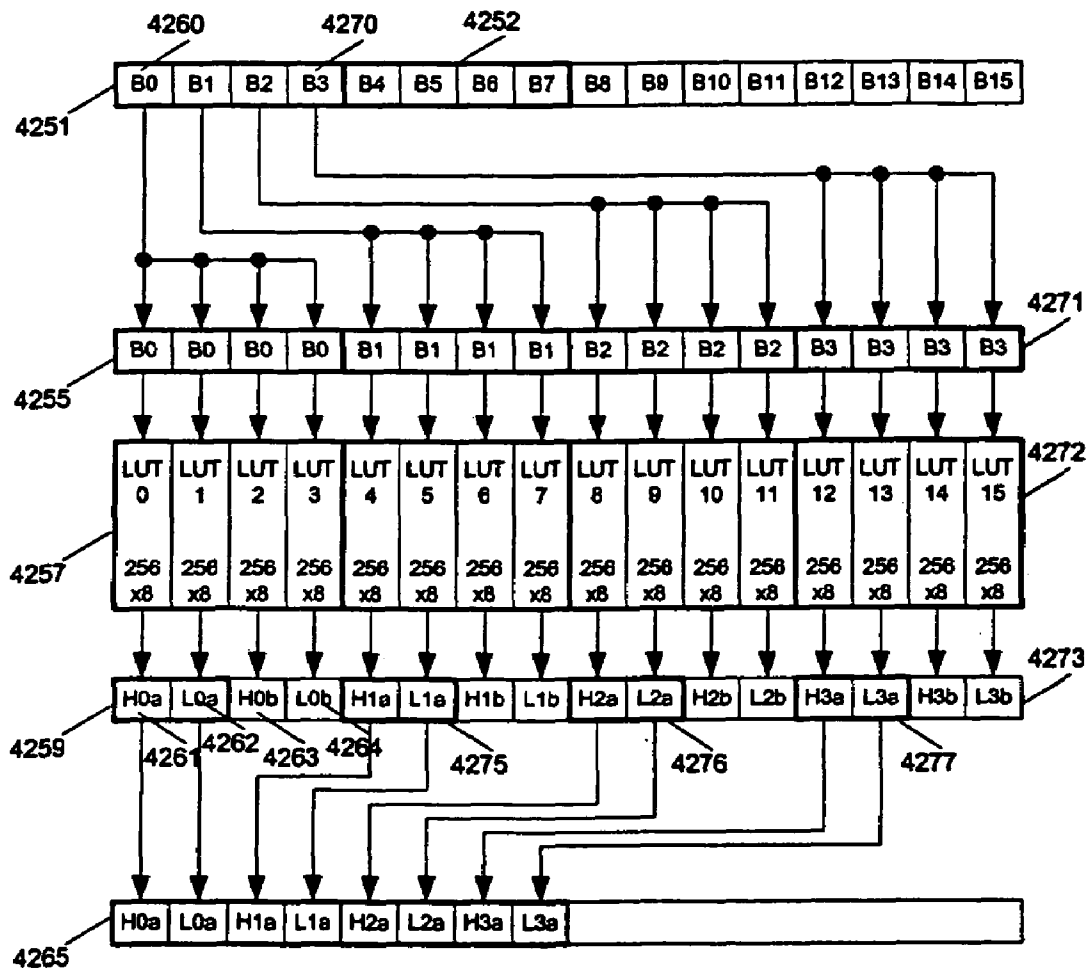 4260 4270 4252
B0 B1 B2 B3 B4 B5 B6 B7 B8 B9 B10 B11 B12 B13 B14 B15
4251
4271
B0 B0 B0 B0 B1 B1 B1 B1 B2 B2 B2 B2 B3 B3 B3 B3
4255
LUT LUT LUT LUT LUT LUT LUT LUT LUT LUT LUT LUT LUT LUT LUT LUT 4272
0 1 2 3 4 5 6 7 8 9 10 11 12 13 14 15
4257 256 256 256 256 256 256 256 256 256 256 256 256 256 256 256 256
x8 x8 x8 x8 x8 x8 x8 x8 x8 x8 x8 x8 x8 x8 x8 x8
4273
H0a L0a H0b L0b H1a L1a H1b L1b H2a L2a H2b L2b H3a L3a H3b L3b
4259 4261 4262 4263 4264 4275 4276 4277
H0a L0a H1a L1a H2a L2a H3a L3a
4265